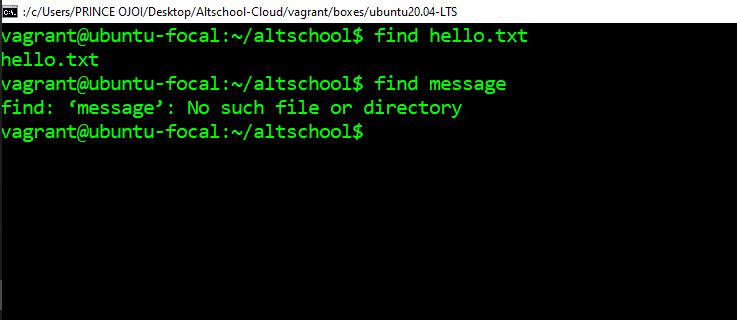 :/c/Users/PRINCE OJOI/Desktop/Altschool-Cloud/vagrant/boxes/ubuntu20.04-LTS
vagrant@ubuntu-focal:~/altschool$ find hello.txt
hello.txt
vagrant@ubuntu-focal:~/altschool$ find message
find: ‘message’: No such file or directory
vagrant@ubuntu-focal:~/altschool$